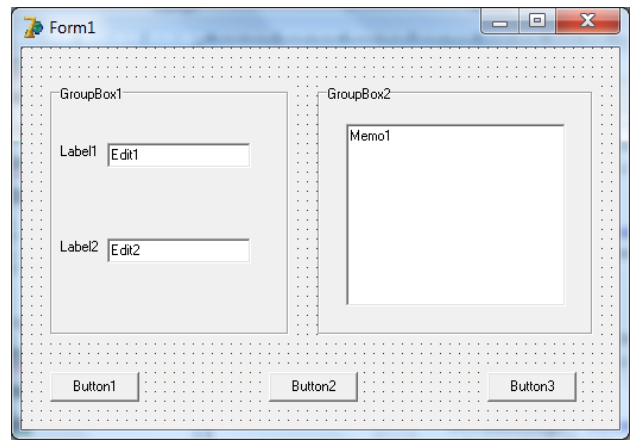 Form1
GroupBox1
GroupBox2
Label1 Edit1
Memo1
Label2 Edit2
Button1 Button2 Button3